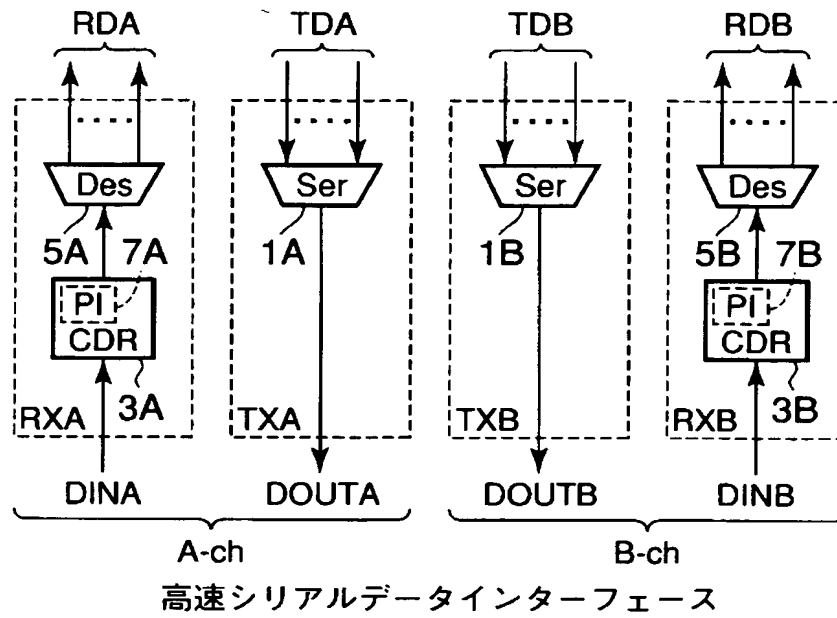 RDA TDA TDB RDB
Des Ser Ser Des
5A 7A 1A 1B 5B 7B
PI PI
CDR CDR
3A 3B
RXA TXA TXB RXB
DINA DOUTA DOUTB DINB
A-ch B-ch
高速シリアルデータインターフェース